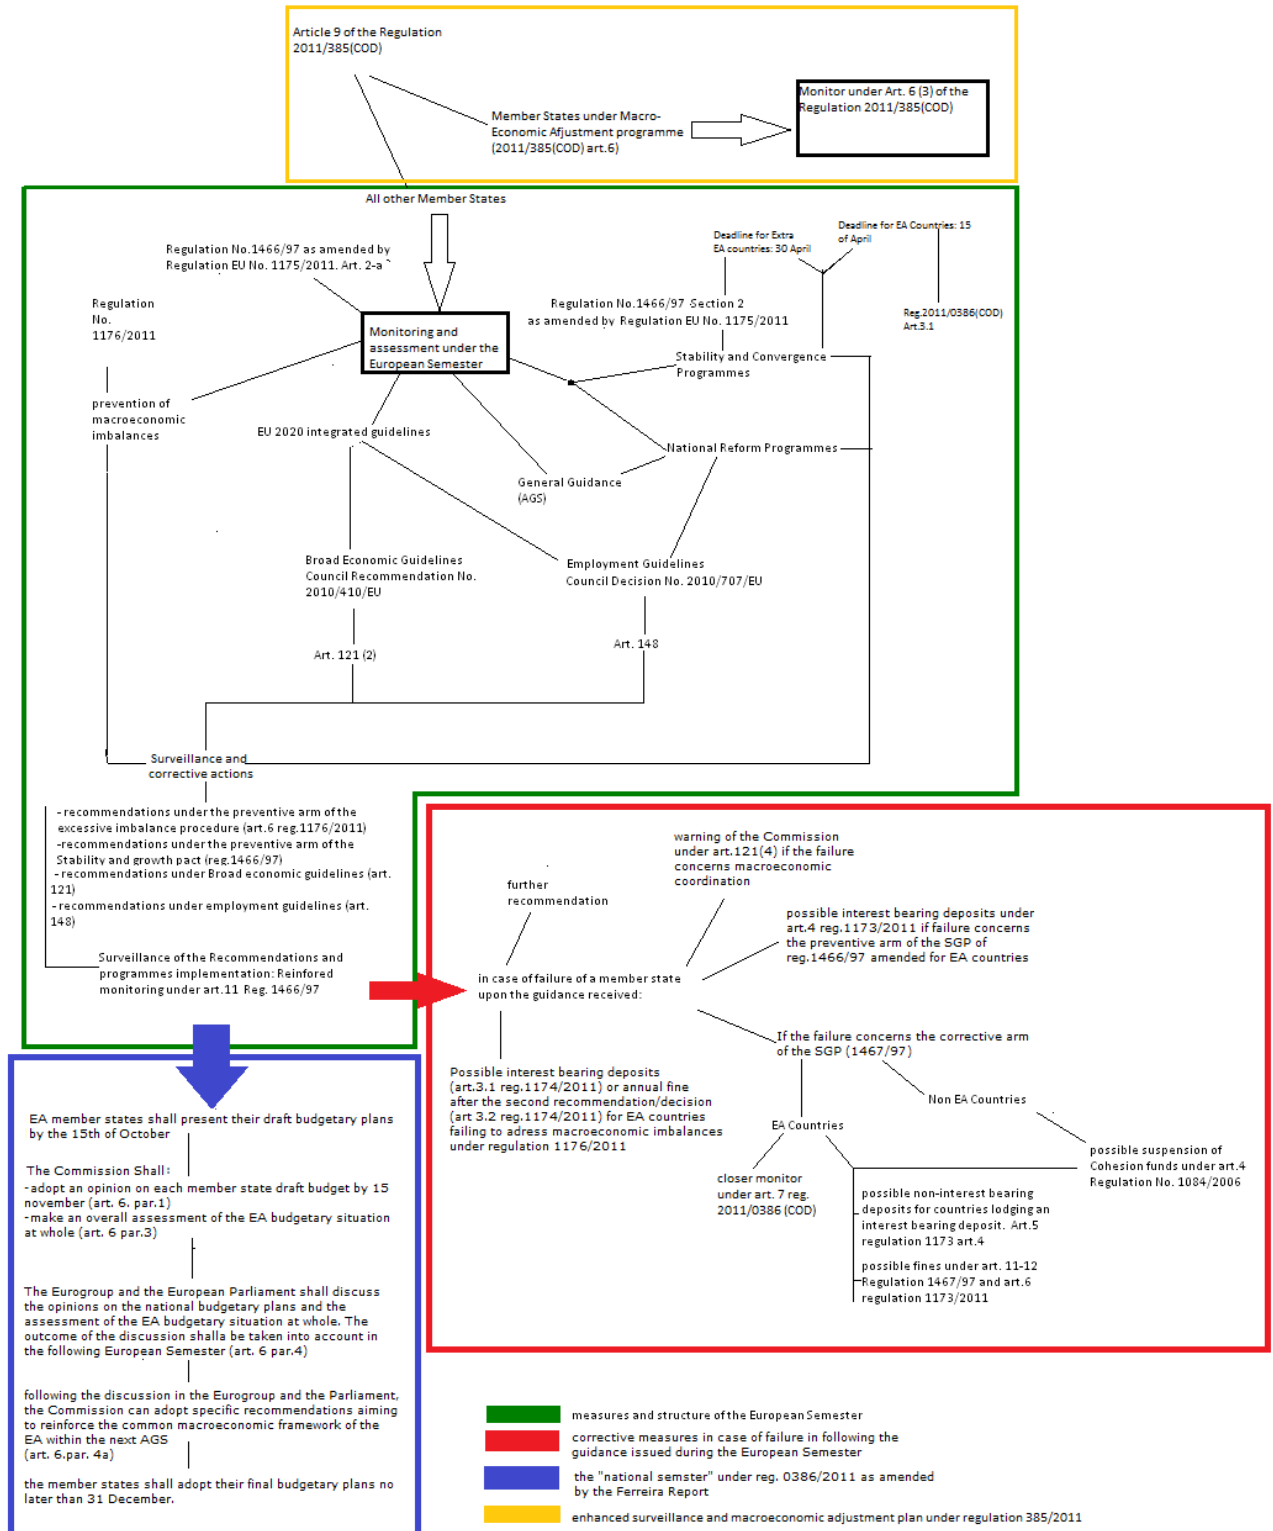 Article 9 of the Regulation
2011/385(COD)
Member States under Macro-
Economic Afjustment programme
(2011/385(COD) art.6)
Monitor under Art. 6 (3) of the
Regulation 2011/385(COD)
All other Member States
Regulation No.1466/97 as amended by
Regulation EU No. 1175/2011. Art. 2-a
Deadline for Extra
EA countries: 30 April
Deadline for EA Countries: 15
of April
Regulation
No.
1176/2011
Monitoring and
assessment under the
European Semester
Regulation No.1466/97 Section 2
as amended by Regulation EU No. 1175/2011
Reg.2011/0386(COD)
Art.3.1
Stability and Convergence
Programmes
prevention of
macroeconomic
imbalances
EU 2020 integrated guidelines
National Reform Programmes
General Guidance
(AGS)
Broad Economic Guidelines
Council Recommendation No.
2010/410/EU
Employment Guidelines
Council Decision No. 2010/707/EU
Art. 121 (2)
Art. 148
Surveillance and
corrective actions
- recommendations under the preventive arm of the
excessive imbalance procedure (art.6 reg.1176/2011)
-recommendations under the preventive arm of the
Stability and growth pact (reg.1466/97)
- recommendations under Broad economic guidelines (art.
121)
- recommendations under employment guidelines (art.
148)
Surveillance of the Recommendations and
programmes implementation: Reinfored
monitoring under art.11 Reg. 1466/97
warning of the Commission
under art.121(4) if the failure
concerns macroeconomic
coordination
further
recommendation
possible interest bearing deposits under
art.4 reg.1173/2011 if failure concerns
the preventive arm of the SGP of
reg.1466/97 amended for EA countries
in case of failure of a member state
upon the guidance received:
If the failure concerns the corrective arm
of the SGP (1467/97)
Possible interest bearing deposits
(art.3.1 reg.1174/2011) or annual fine
after the second recommendation/decision
(art 3.2 reg.1174/2011) for EA countries
failing to adress macroeconomic imbalances
under regulation 1176/2011
Non EA Countries
EA Countries
possible suspension of
Cohesion funds under art.4
Regulation No. 1084/2006
closer monitor
under art. 7 reg.
2011/0386 (COD)
possible non-interest bearing
deposits for countries lodging an
interest bearing deposit. Art.5
regulation 1173 art.4
possible fines under art. 11-12
Regulation 1467/97 and art.6
regulation 1173/2011
EA member states shall present their draft budgetary plans
by the 15th of October
The Commission Shall:
-adopt an opinion on each member state draft budget by 15
november (art. 6. par.1)
-make an overall assessment of the EA budgetary situation
at whole (art. 6 par.3)
The Eurogroup and the European Parliament shall discuss
the opinions on the national budgetary plans and the
assessment of the EA budgetary situation at whole. The
outcome of the discussion shalla be taken into account in
the following European Semester (art. 6 par.4)
following the discussion in the Eurogroup and the Parliament,
the Commission can adopt specific recommendations aiming
to reinforce the common macroeconomic framework of the
EA within the next AGS
(art. 6.par. 4a)
the member states shall adopt their final budgetary plans no
later than 31 December.
measures and structure of the European Semester
corrective measures in case of failure in following the
guidance issued during the European Semester
the "national semster" under reg. 0386/2011 as amended
by the Ferreira Report
enhanced surveillance and macroeconomic adjustment plan under regulation 385/2011